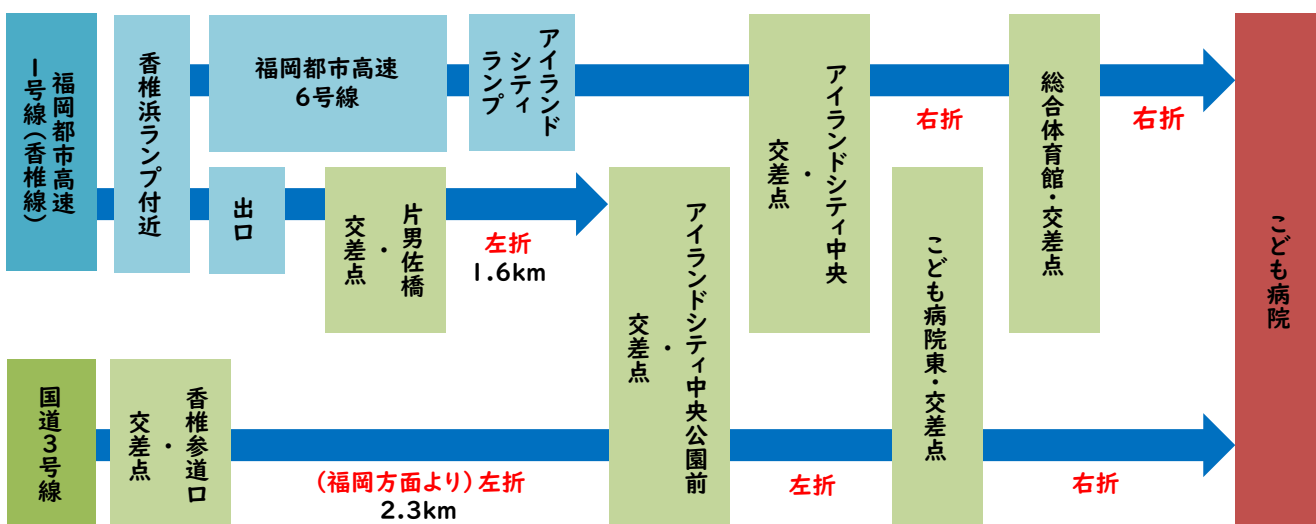 福岡都市高速
1号線(香椎線)
香椎浜ランプ付近
福岡都市高速
6号線
アイランド
シティ
ランプ
出口
片男佐橋
・
交差点
左折
1.6km
アイランドシティ中央公園前
・
交差点
アイランドシティ中央
・
交差点
右折
こども病院東・交差点
総合体育館・交差点
右折
こども病院
国道3号線
香椎参道口
・
交差点
(福岡方面より)左折
2.3km
左折
右折